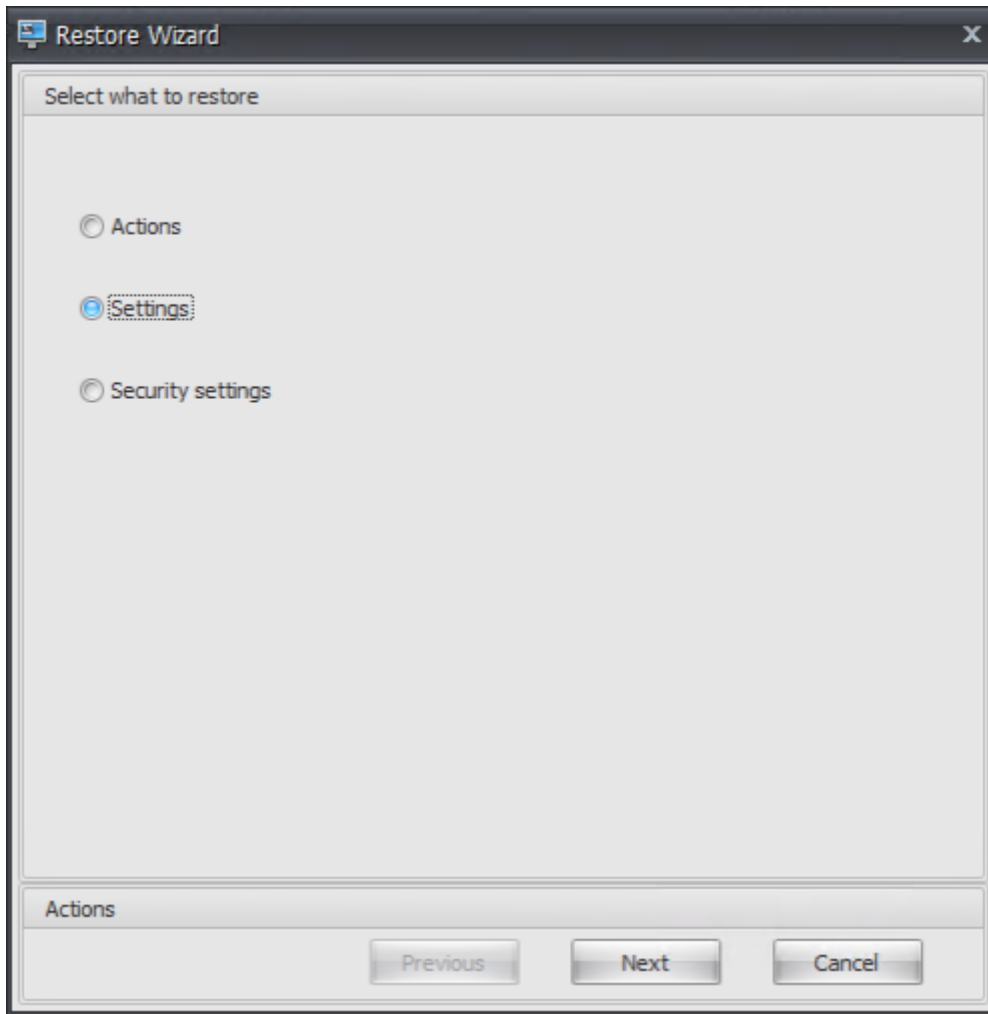 Restore Wizard
Select what to restore
Actions
Settings
Security settings
Actions
Previous Next Cancel